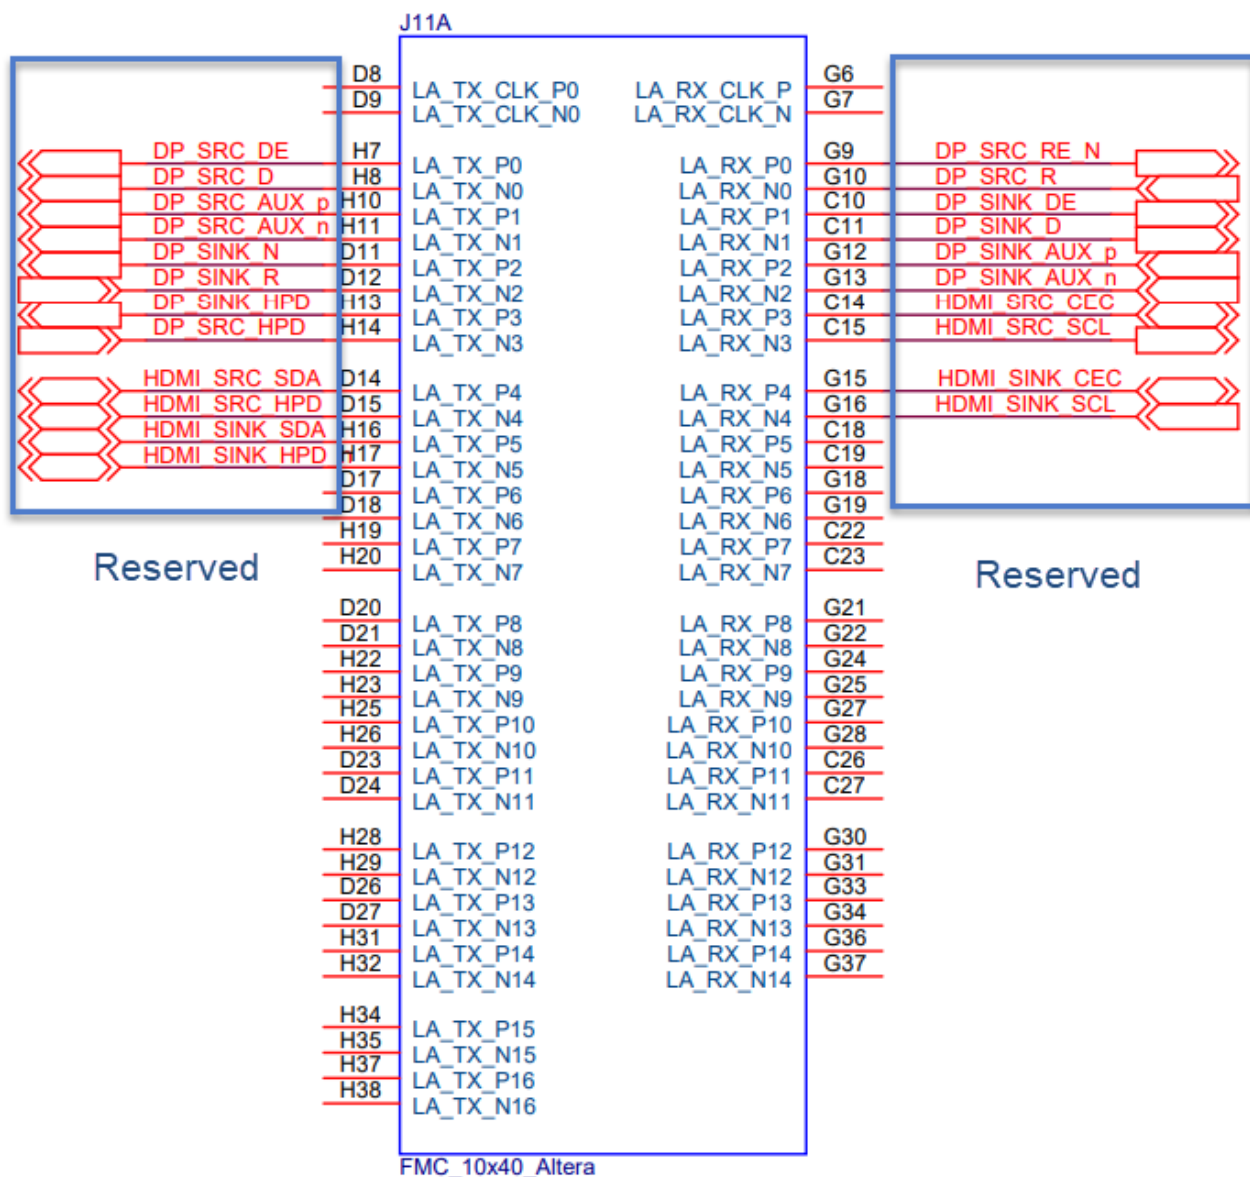 J11A
D8 LA_TX_CLK_P0 LA_RX_CLK_P G6
D9 LA_TX_CLK_N0 LA_RX_CLK_N G7
DP_SRC_DE H7 LA_TX_P0 LA_RX_P0 G9 DP_SRC_RE_N
DP_SRC_D H8 LA_TX_N0 LA_RX_N0 G10 DP_SRC_R
DP_SRC_AUX_p H10 LA_TX_P1 LA_RX_P1 C10 DP_SINK_DE
DP_SRC_AUX_n H11 LA_TX_N1 LA_RX_N1 C11 DP_SINK_D
DP_SINK_N D11 LA_TX_P2 LA_RX_P2 G12 DP_SINK_AUX_p
DP_SINK_R D12 LA_TX_N2 LA_RX_N2 G13 DP_SINK_AUX_n
DP_SINK_HPD H13 LA_TX_P3 LA_RX_P3 C14 HDMI_SRC_CEC
DP_SRC_HPD H14 LA_TX_N3 LA_RX_N3 C15 HDMI_SRC_SCL
HDMI_SRC_SDA D14 LA_TX_P4 LA_RX_P4 G15 HDMI_SINK_CEC
HDMI_SRC_HPD D15 LA_TX_N4 LA_RX_N4 G16 HDMI_SINK_SCL
HDMI_SINK_SDA H16 LA_TX_P5 LA_RX_P5 C18
HDMI_SINK_HPD H17 LA_TX_N5 LA_RX_N5 C19
D17 LA_TX_P6 LA_RX_P6 G18
D18 LA_TX_N6 LA_RX_N6 G19
H19 LA_TX_P7 LA_RX_P7 C22
H20 LA_TX_N7 LA_RX_N7 C23
Reserved Reserved
D20 LA_TX_P8 LA_RX_P8 G21
D21 LA_TX_N8 LA_RX_N8 G22
H22 LA_TX_P9 LA_RX_P9 G24
H23 LA_TX_N9 LA_RX_N9 G25
H25 LA_TX_P10 LA_RX_P10 G27
H26 LA_TX_N10 LA_RX_N10 G28
D23 LA_TX_P11 LA_RX_P11 C26
D24 LA_TX_N11 LA_RX_N11 C27
H28 LA_TX_P12 LA_RX_P12 G30
H29 LA_TX_N12 LA_RX_N12 G31
D26 LA_TX_P13 LA_RX_P13 G33
D27 LA_TX_N13 LA_RX_N13 G34
H31 LA_TX_P14 LA_RX_P14 G36
H32 LA_TX_N14 LA_RX_N14 G37
H34 LA_TX_P15
H35 LA_TX_N15
H37 LA_TX_P16
H38 LA_TX_N16
FMC_10x40_Altera